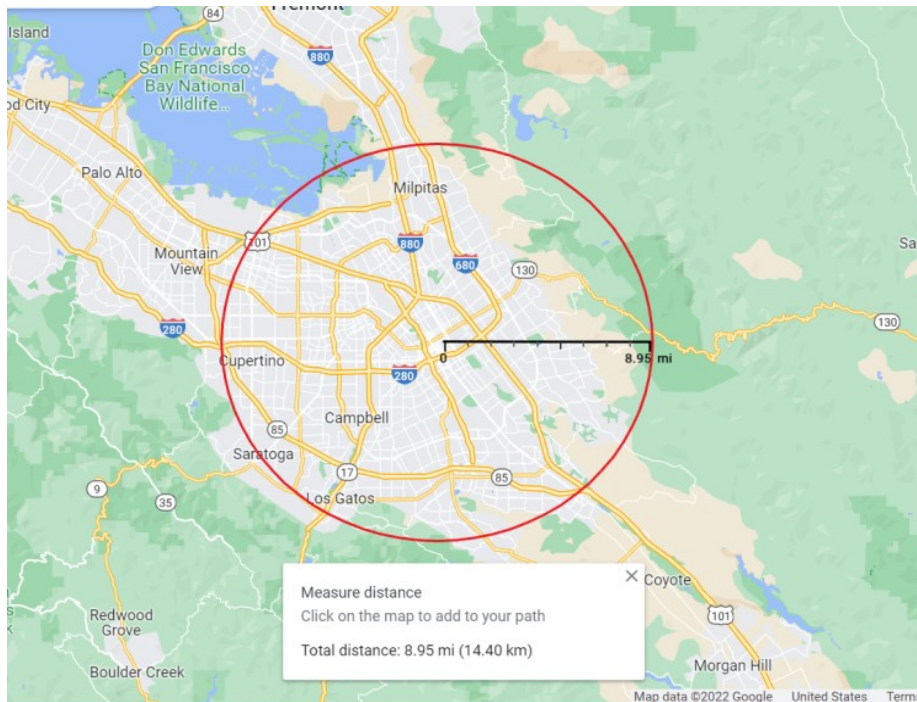 Fremont
84
Island
880
Don Edwards
San Francisco
Bay National
Wildlife...
od City
Palo Alto
Milpitas
101
880
Mountain
View
680
130
Sa
280
130
Cupertino
0
8.95 mi
280
Campbell
85
Saratoga
17
85
9
35
Los Gatos
Measure distance
Click on the map to add to your path
Total distance: 8.95 mi (14.40 km)
Coyote
Redwood
Grove
101
Boulder Creek
Morgan Hill
Map data ©2022 Google United States Terms